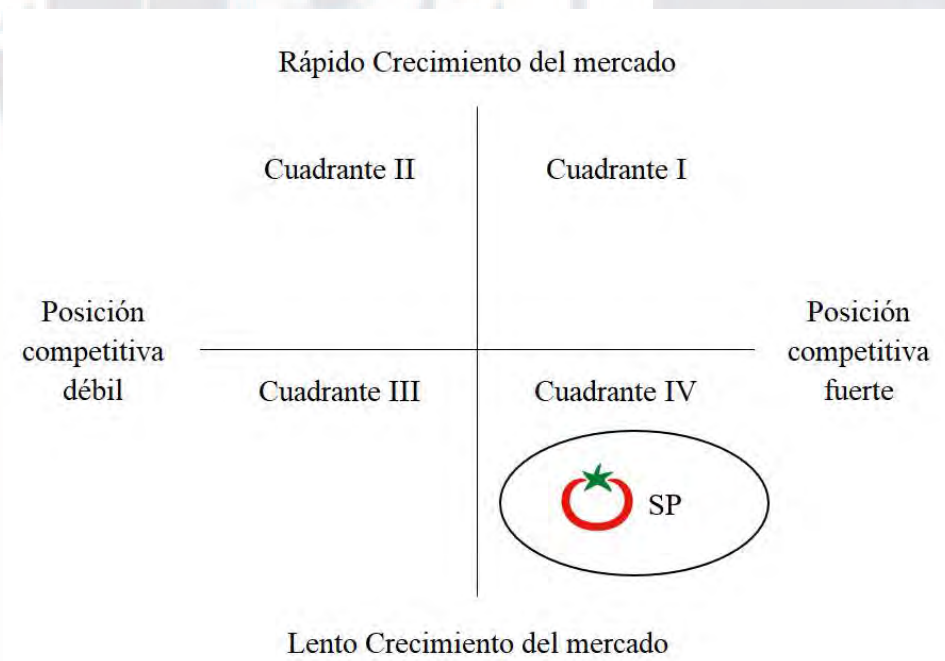 Rápido Crecimiento del mercado
Cuadrante II
Cuadrante I
Posición
competitiva
débil
Posición
competitiva
fuerte
Cuadrante III
Cuadrante IV
SP
Lento Crecimiento del mercado